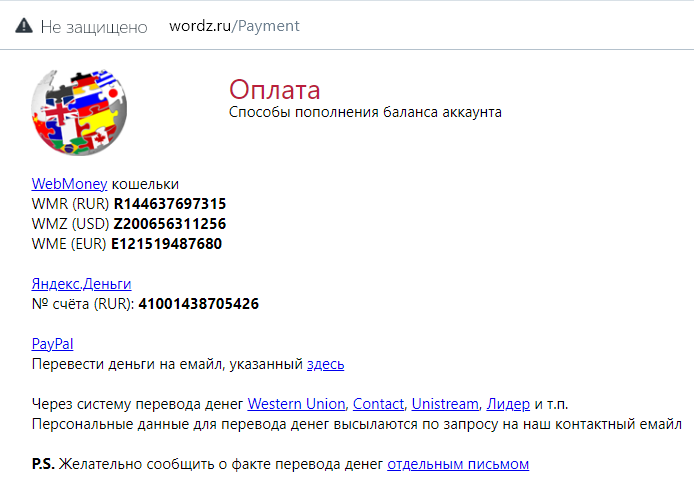 Не защищено wordz.ru/Payment
Оплата
Способы пополнения баланса аккаунта
WebMoney кошельки
WMR (RUR) R144637697315
WMZ (USD) Z200656311256
WME (EUR) E121519487680
Яндекс.Деньги
№ счёта (RUR): 41001438705426
PayPal
Перевести деньги на емайл, указанный здесь
Через систему перевода денег Western Union, Contact, Unistream, Лидер и т.п.
Персональные данные для перевода денег высылаются по запросу на наш контактный емайл
P.S. Желательно сообщить о факте перевода денег отдельным письмом